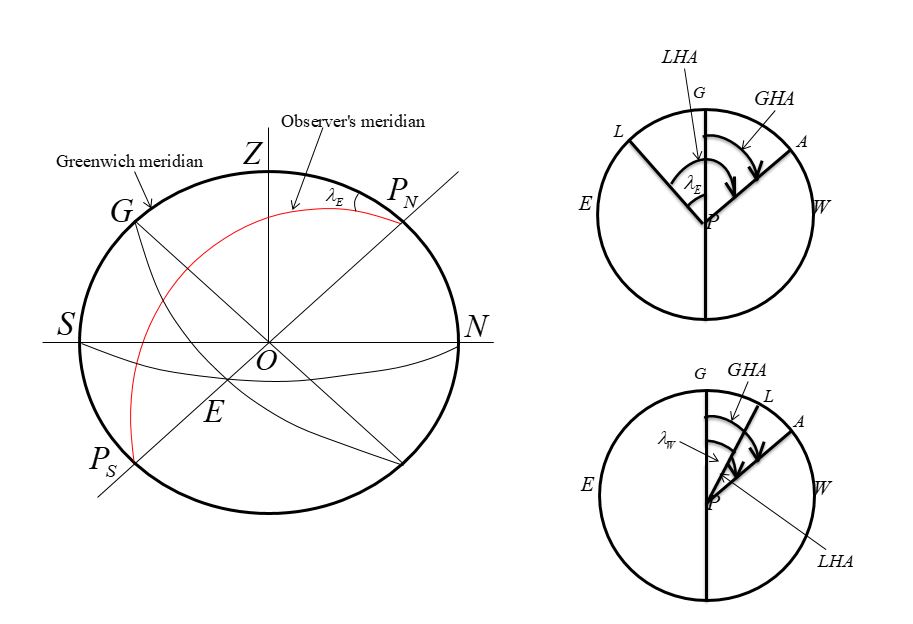 Observer's meridian
Greenwich meridian
Z
λE
PN
G
S
N
O
E
PS
LHA
G
GHA
L
A
λE
E
W
P
G
GHA
L
A
λW
E
W
P
LHA